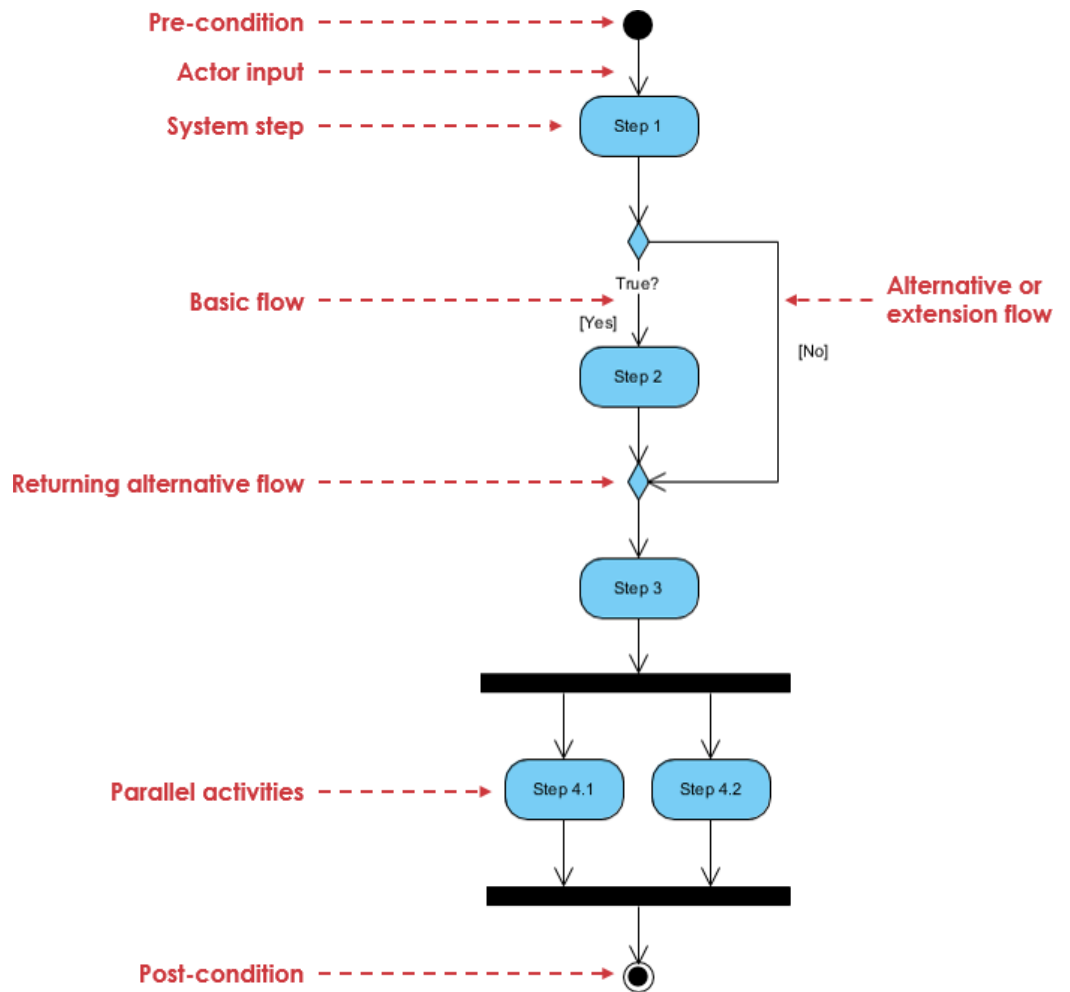 Pre-condition
Actor input
System step
Step 1
True?
Basic flow
Alternative or
extension flow
[Yes]
[No]
Step 2
Returning alternative flow
Step 3
Parallel activities
Step 4.1
Step 4.2
Post-condition